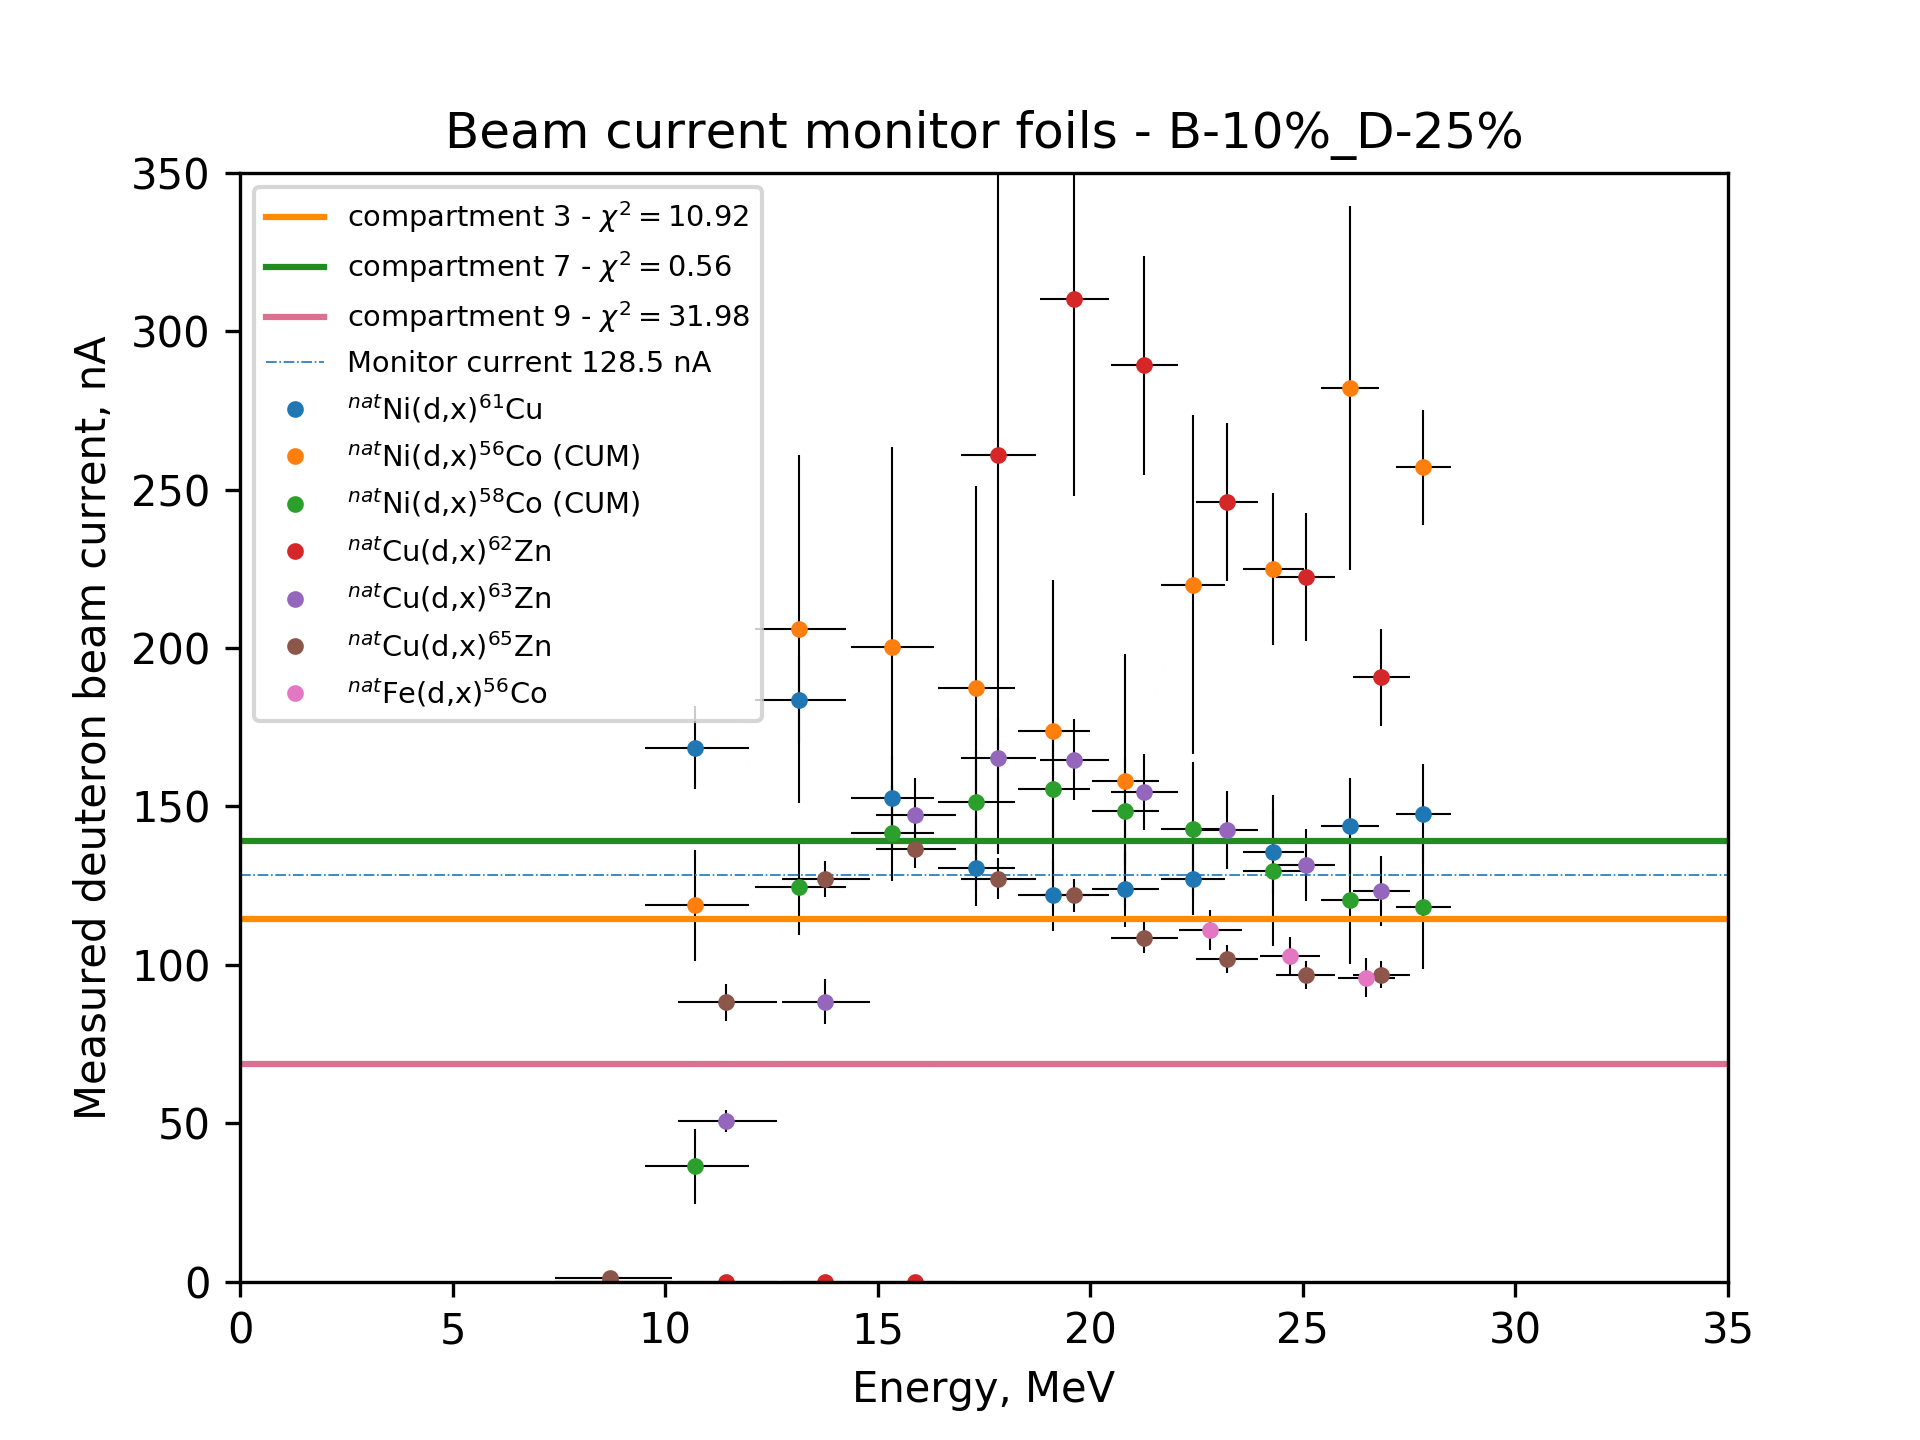 Beam current monitor foils - B-10%_D-25%
350
300
250
200
150
100
50
0
Measured deuteron beam current, nA
compartment 3 - χ² = 10.92
compartment 7 - χ² = 0.56
compartment 9 - χ² = 31.98
Monitor current 128.5 nA
ⁿᵃᵗNi(d,x)⁶¹Cu
ⁿᵃᵗNi(d,x)⁵⁶Co (CUM)
ⁿᵃᵗNi(d,x)⁵⁸Co (CUM)
ⁿᵃᵗCu(d,x)⁶²Zn
ⁿᵃᵗCu(d,x)⁶³Zn
ⁿᵃᵗCu(d,x)⁶⁵Zn
ⁿᵃᵗFe(d,x)⁵⁶Co
0 5 10 15 20 25 30 35
Energy, MeV